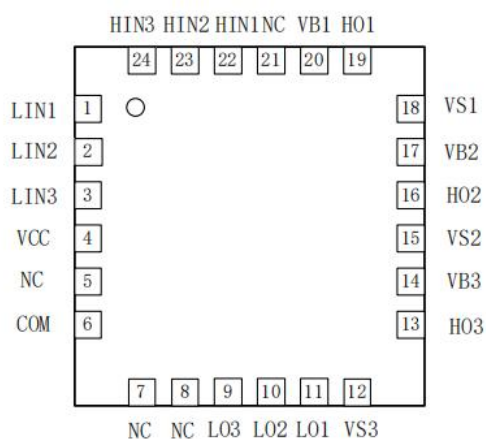 HIN3 HIN2 HIN1 NC VB1 HO1
24 23 22 21 20 19
LIN1 1 18 VS1
LIN2 2 17 VB2
LIN3 3 16 HO2
VCC 4 15 VS2
NC 5 14 VB3
COM 6 13 HO3
7 8 9 10 11 12
NC NC LO3 LO2 LO1 VS3